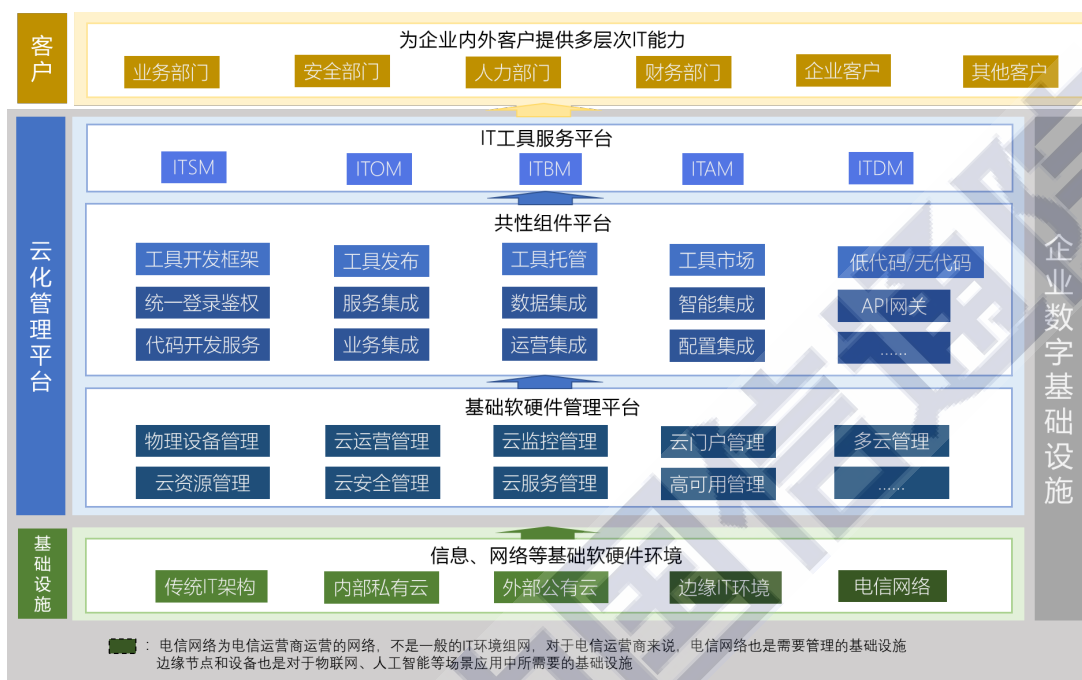 客户
为企业内外客户提供多层次IT能力
业务部门
安全部门
人力部门
财务部门
企业客户
其他客户
云化管理平台
IT工具服务平台
ITSM
ITOM
ITBM
ITAM
ITDM
共性组件平台
工具开发框架
工具发布
工具托管
工具市场
低代码/无代码
统一登录鉴权
服务集成
数据集成
智能集成
API网关
代码开发服务
业务集成
运营集成
配置集成
......
基础软硬件管理平台
物理设备管理
云运营管理
云监控管理
云门户管理
多云管理
云资源管理
云安全管理
云服务管理
高可用管理
......
企业数字基础设施
基础设施
信息、网络等基础软硬件环境
传统IT架构
内部私有云
外部公有云
边缘IT环境
电信网络
：电信网络为电信运营商运营的网络，不是一般的IT环境组网，对于电信运营商来说，电信网络也是需要管理的基础设施
边缘节点和设备也是对于物联网、人工智能等场景应用中所需要的基础设施
中国信通院